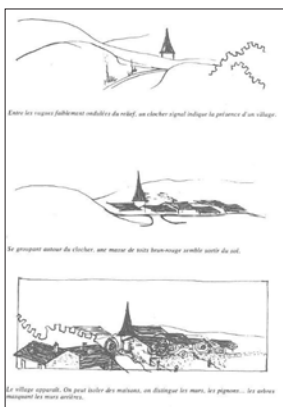 Entre les vagues faiblement ondulées du relief, un clocher signal indique la présence d'un village.
Se groupant autour du clocher, une masse de toits brun-rouge semble sortir du sol.
Le village apparaît. On peut isoler des maisons, on distingue les murs, les pignons... les arbres
masquant les murs arrières.